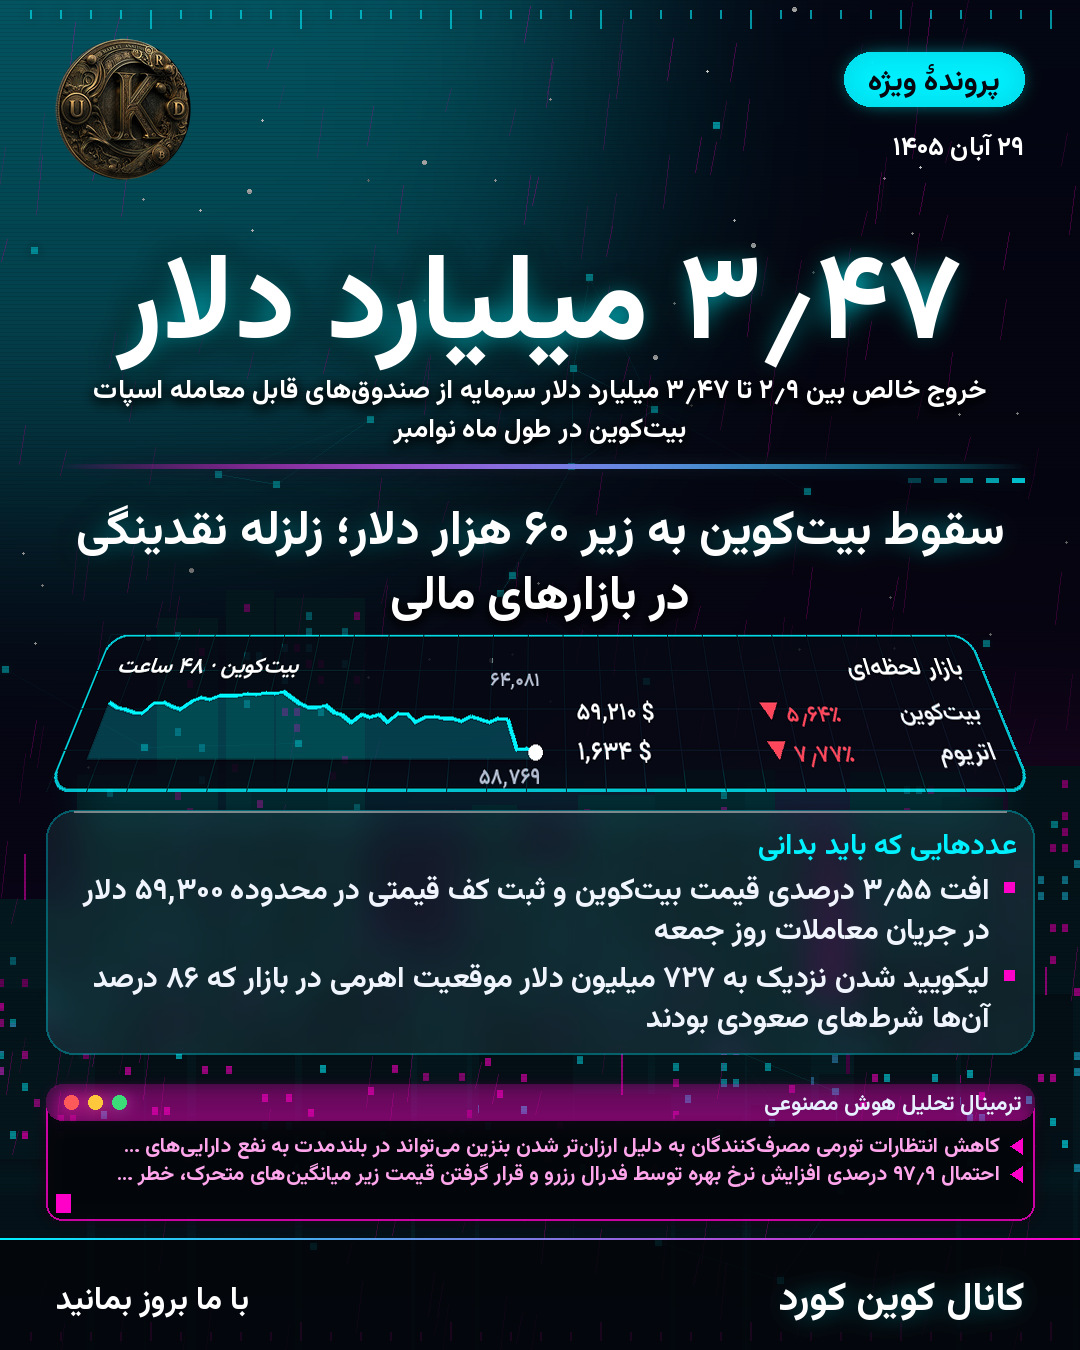 پروندهٔ ویژه
۲۹ آبان ۱۴۰۵
K
U
R
D
B
۳٫۴۷ میلیارد دلار
خروج خالص بین ۲٫۹ تا ۳٫۴۷ میلیارد دلار سرمایه از صندوق‌های قابل معامله اسپات
بیت‌کوین در طول ماه نوامبر
سقوط بیت‌کوین به زیر ۶۰ هزار دلار؛ زلزله نقدینگی
در بازارهای مالی
بازار لحظه‌ای
بیت‌کوین ۵٫۶۴٪ ▼ ۵۹,۲۱۰ $
اتریوم ۷٫۷۷٪ ▼ ۱,۶۳۴ $
بیت‌کوین · ۴۸ ساعت
۶۴,۰۸۱
۵۸,۷۶۹
عددهایی که باید بدانی
افت ۳٫۵۵ درصدی قیمت بیت‌کوین و ثبت کف قیمتی در محدوده ۵۹,۳۰۰ دلار
در جریان معاملات روز جمعه
لیکویید شدن نزدیک به ۷۲۷ میلیون دلار موقعیت اهرمی در بازار که ۸۶ درصد
آن‌ها شرط‌های صعودی بودند
ترمینال تحلیل هوش مصنوعی
کاهش انتظارات تورمی مصرف‌کنندگان به دلیل ارزان‌تر شدن بنزین می‌تواند در بلندمدت به نفع دارایی‌های ...
احتمال ۹۷٫۹ درصدی افزایش نرخ بهره توسط فدرال رزرو و قرار گرفتن قیمت زیر میانگین‌های متحرک، خطر ...
کانال کوین کورد
با ما بروز بمانید